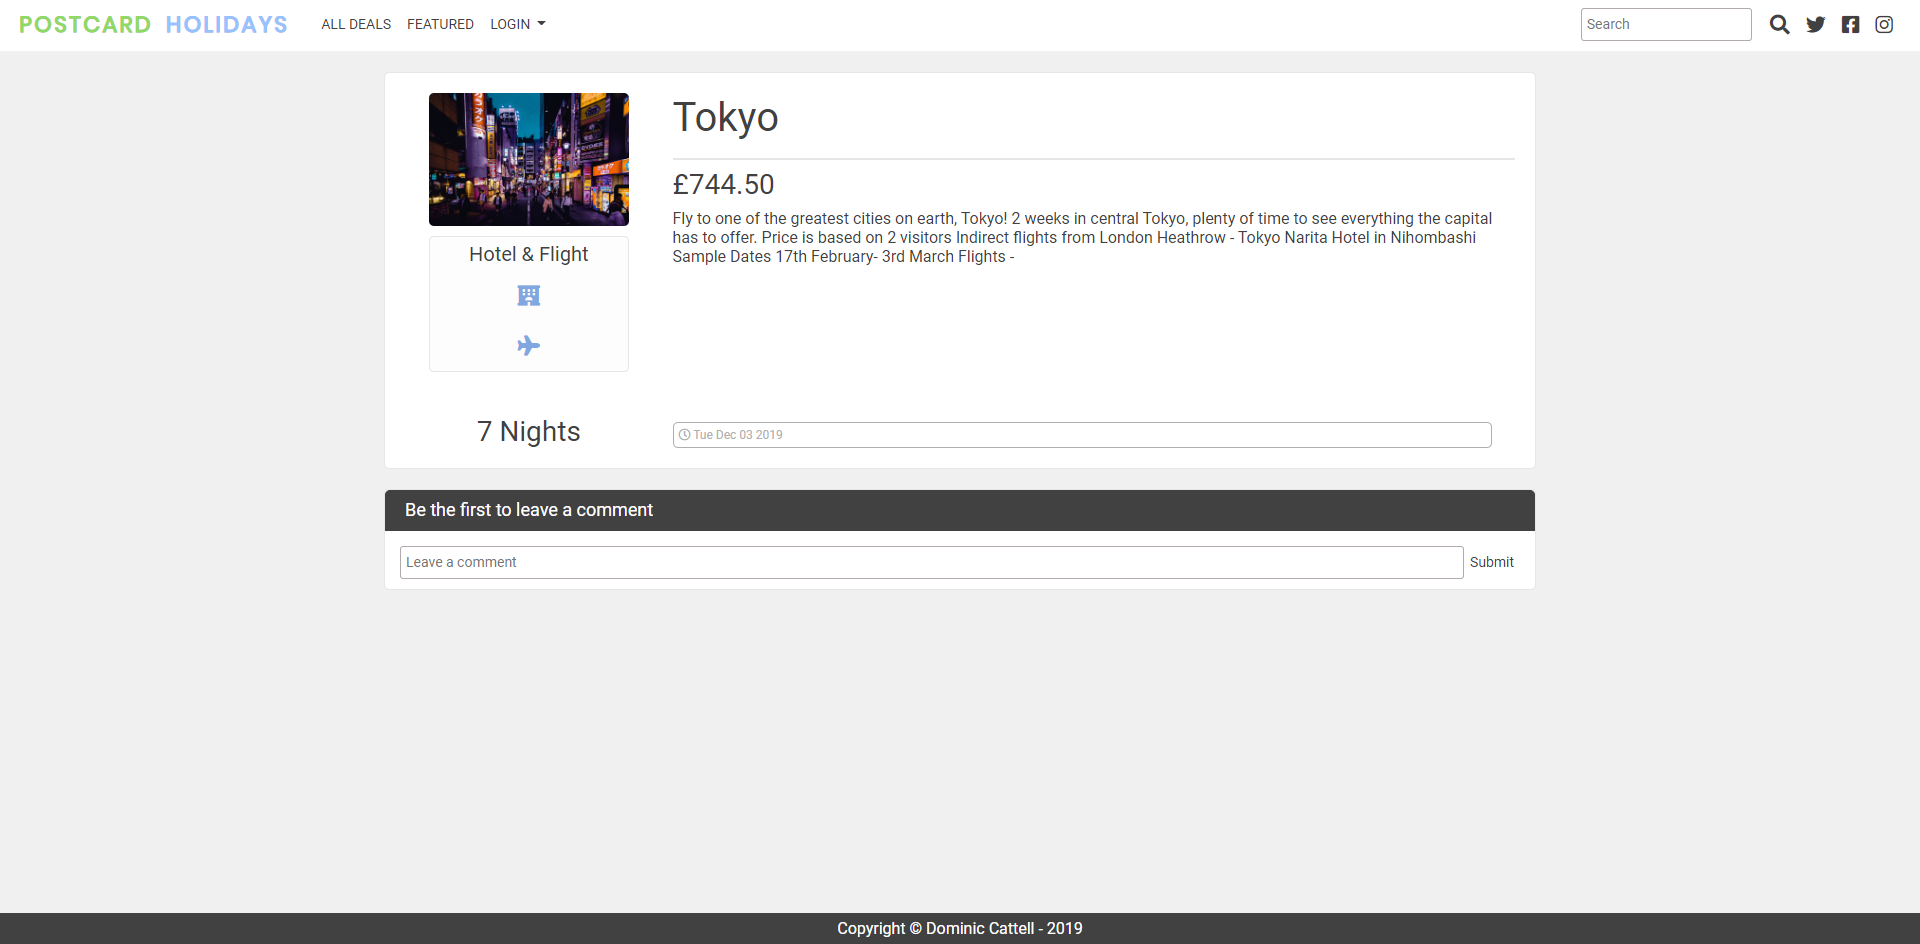 POSTCARD HOLIDAYS
ALL DEALS
FEATURED
LOGIN
Search
Tokyo
£744.50
Fly to one of the greatest cities on earth, Tokyo! 2 weeks in central Tokyo, plenty of time to see everything the capital
has to offer. Price is based on 2 visitors Indirect flights from London Heathrow - Tokyo Narita Hotel in Nihombashi
Sample Dates 17th February- 3rd March Flights -
Hotel & Flight
7 Nights
Tue Dec 03 2019
Be the first to leave a comment
Leave a comment
Submit
Copyright © Dominic Cattell - 2019